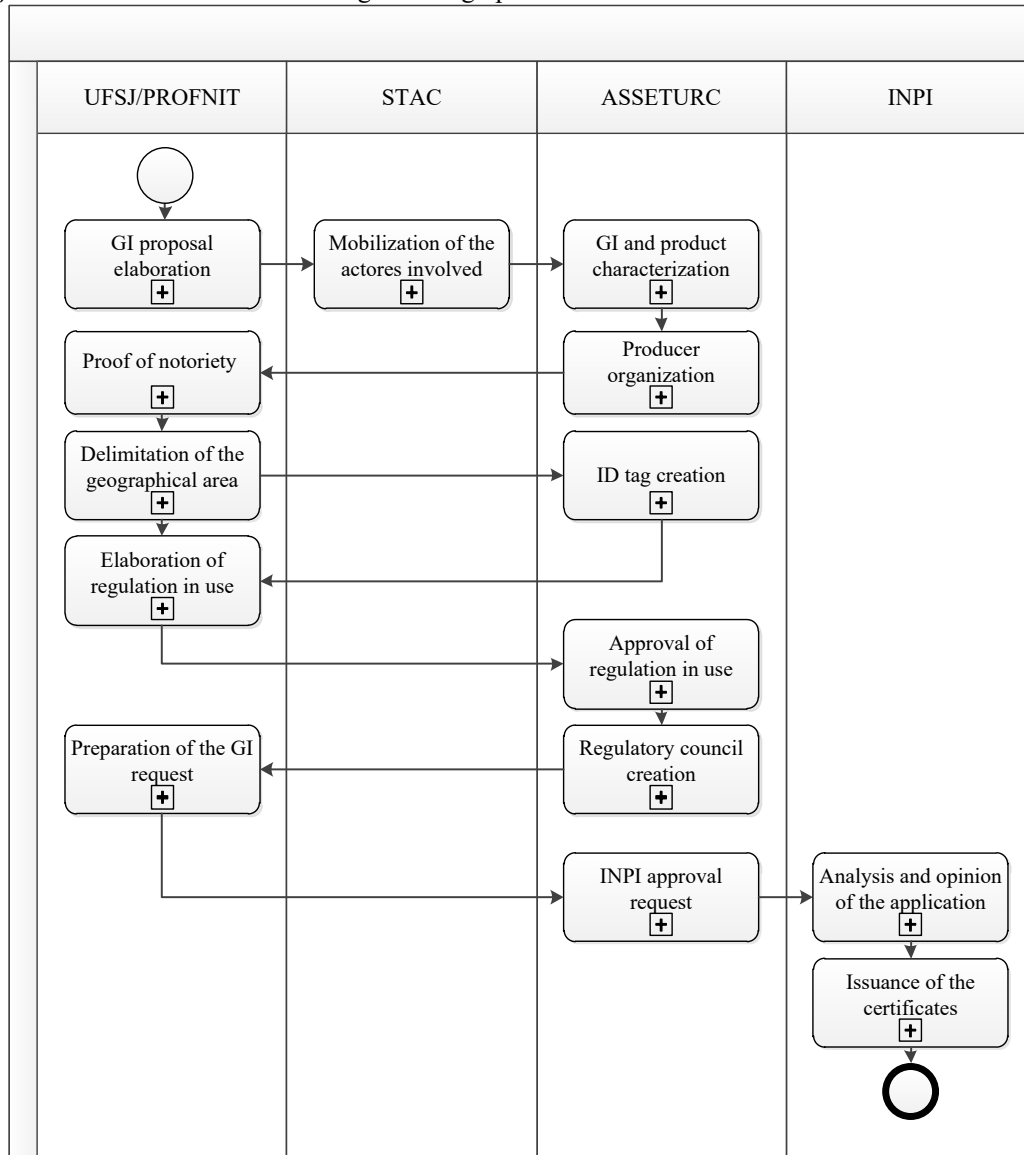 UFSJ/PROFNIT
STAC
ASSETURC
INPI
GI proposal
elaboration
Mobilization of the
actores involved
GI and product
characterization
Proof of notoriety
Producer
organization
Delimitation of the
geographical area
ID tag creation
Elaboration of
regulation in use
Approval of
regulation in use
Preparation of the GI
request
Regulatory council
creation
INPI approval
request
Analysis and opinion
of the application
Issuance of the
certificates